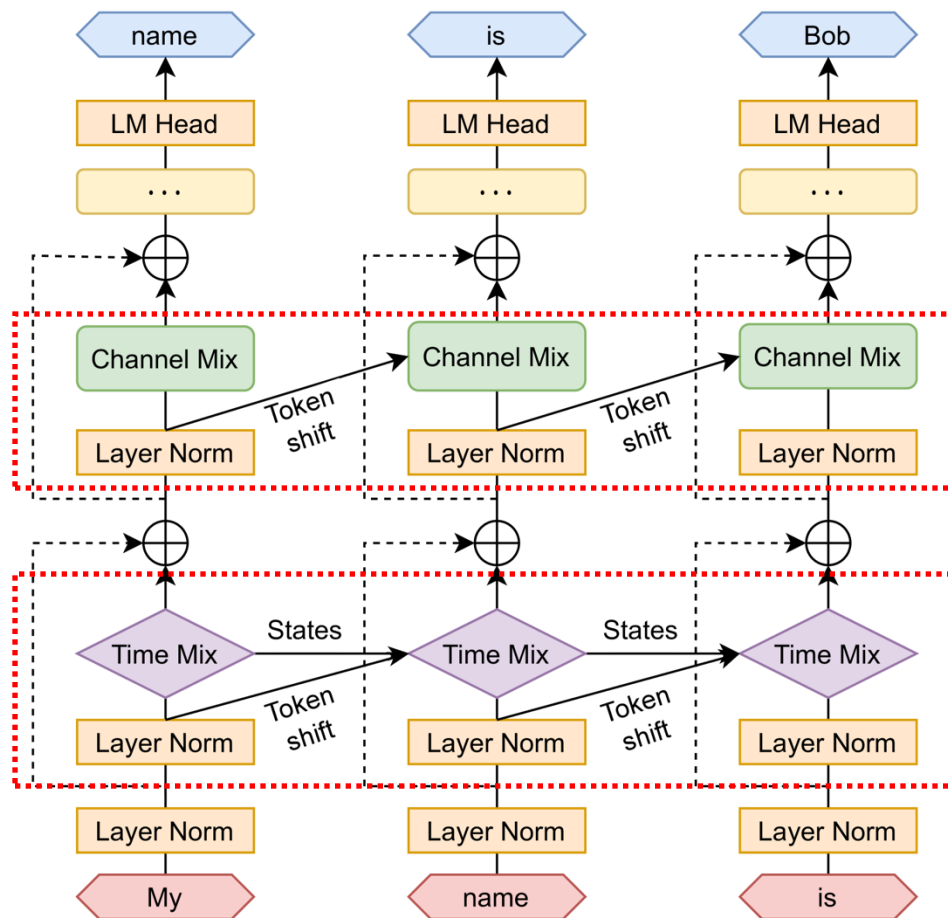 name is Bob
LM Head LM Head LM Head
... ... ...
Channel Mix Channel Mix Channel Mix
Token Token
shift shift
Layer Norm Layer Norm Layer Norm
States States
Time Mix Time Mix Time Mix
Token Token
shift shift
Layer Norm Layer Norm Layer Norm
Layer Norm Layer Norm Layer Norm
My name is